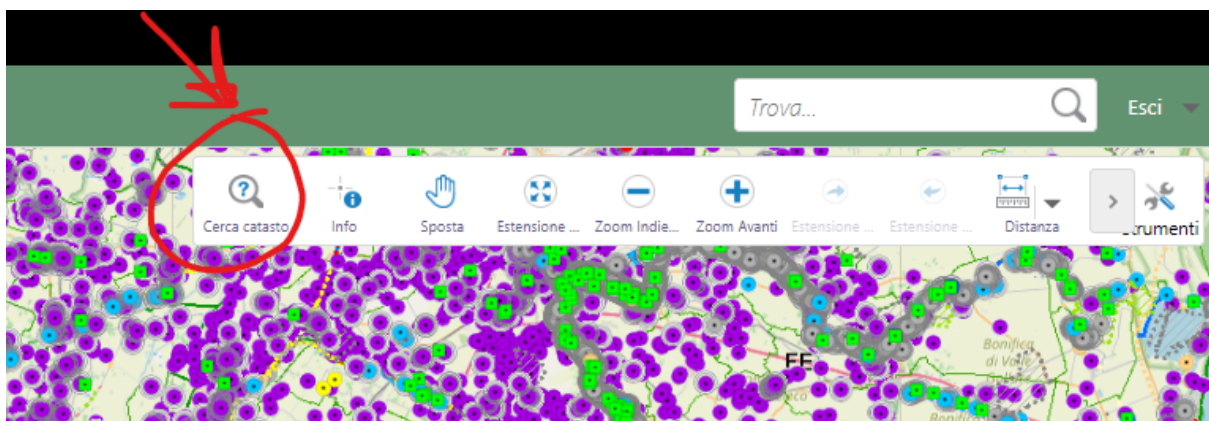 Trova...
Esci
Cerca catasto
Info
Sposta
Estensione ...
Zoom Indie...
Zoom Avanti
Estensione ...
Estensione ...
Distanza
Strumenti
Bonifica
di Valle
FE